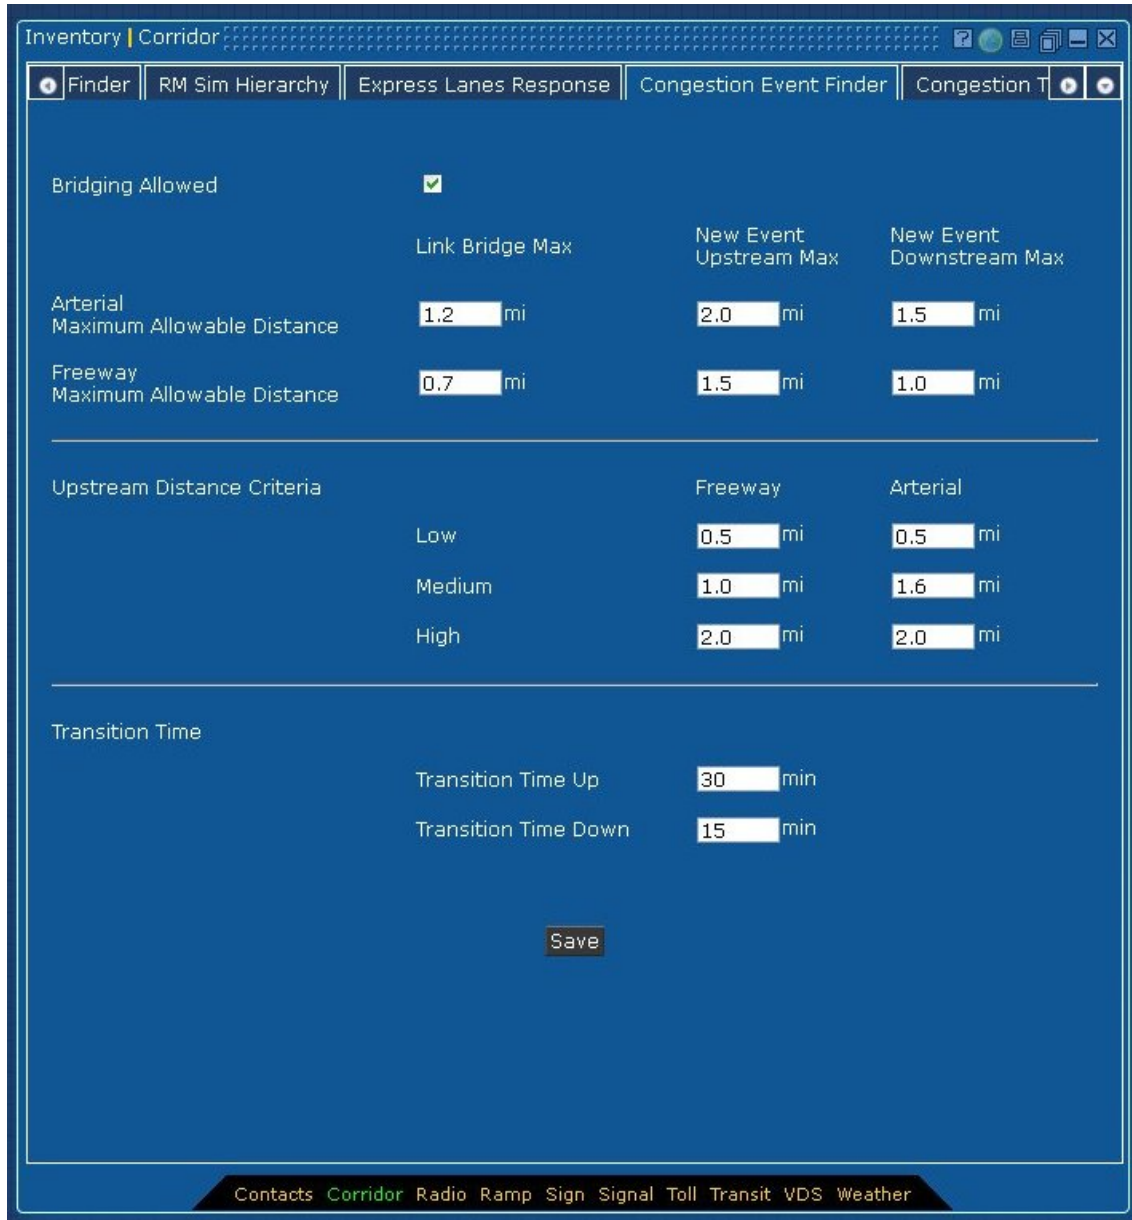 Inventory | Corridor
Finder RM Sim Hierarchy Express Lanes Response Congestion Event Finder Congestion T
Bridging Allowed
Link Bridge Max New Event Upstream Max New Event Downstream Max
Arterial
Maximum Allowable Distance 1.2 mi 2.0 mi 1.5 mi
Freeway
Maximum Allowable Distance 0.7 mi 1.5 mi 1.0 mi
Upstream Distance Criteria Freeway Arterial
Low 0.5 mi 0.5 mi
Medium 1.0 mi 1.6 mi
High 2.0 mi 2.0 mi
Transition Time
Transition Time Up 30 min
Transition Time Down 15 min
Save
Contacts Corridor Radio Ramp Sign Signal Toll Transit VDS Weather